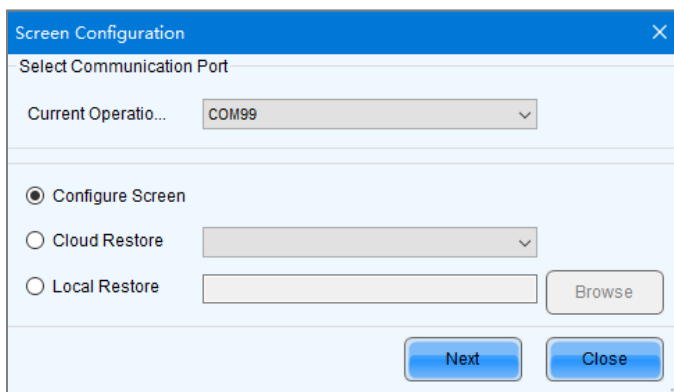 Screen Configuration
Select Communication Port
Current Operatio...
COM99
Configure Screen
Cloud Restore
Local Restore
Browse
Next
Close